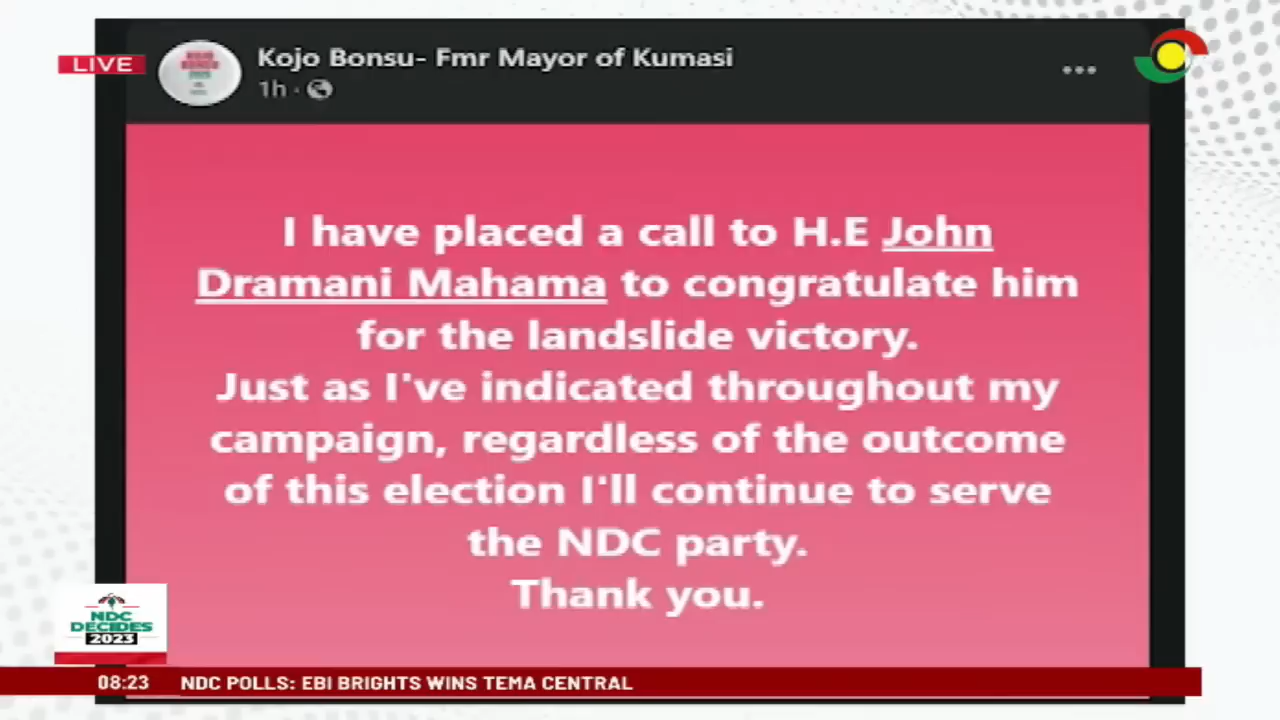 LIVE
Kojo Bonsu- Fmr Mayor of Kumasi
1h ·
I have placed a call to H.E John
Dramani Mahama to congratulate him
for the landslide victory.
Just as I've indicated throughout my
campaign, regardless of the outcome
of this election I'll continue to serve
the NDC party.
Thank you.
NDC
DECIDES
2023
08:23 NDC POLLS: EBI BRIGHTS WINS TEMA CENTRAL